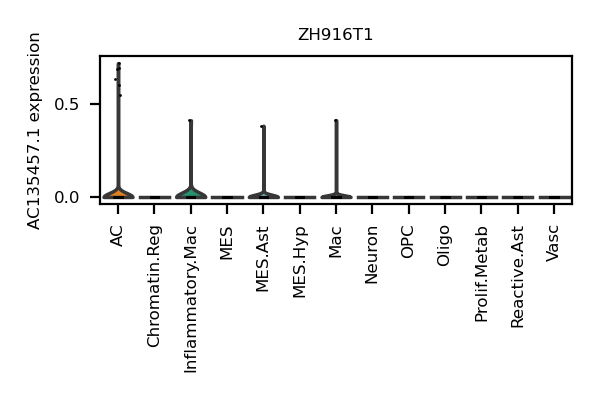 ZH916T1
AC135457.1 expression
0.5
0.0
AC
Chromatin.Reg
Inflammatory.Mac
MES
MES.Ast
MES.Hyp
Mac
Neuron
OPC
Oligo
Prolif.Metab
Reactive.Ast
Vasc